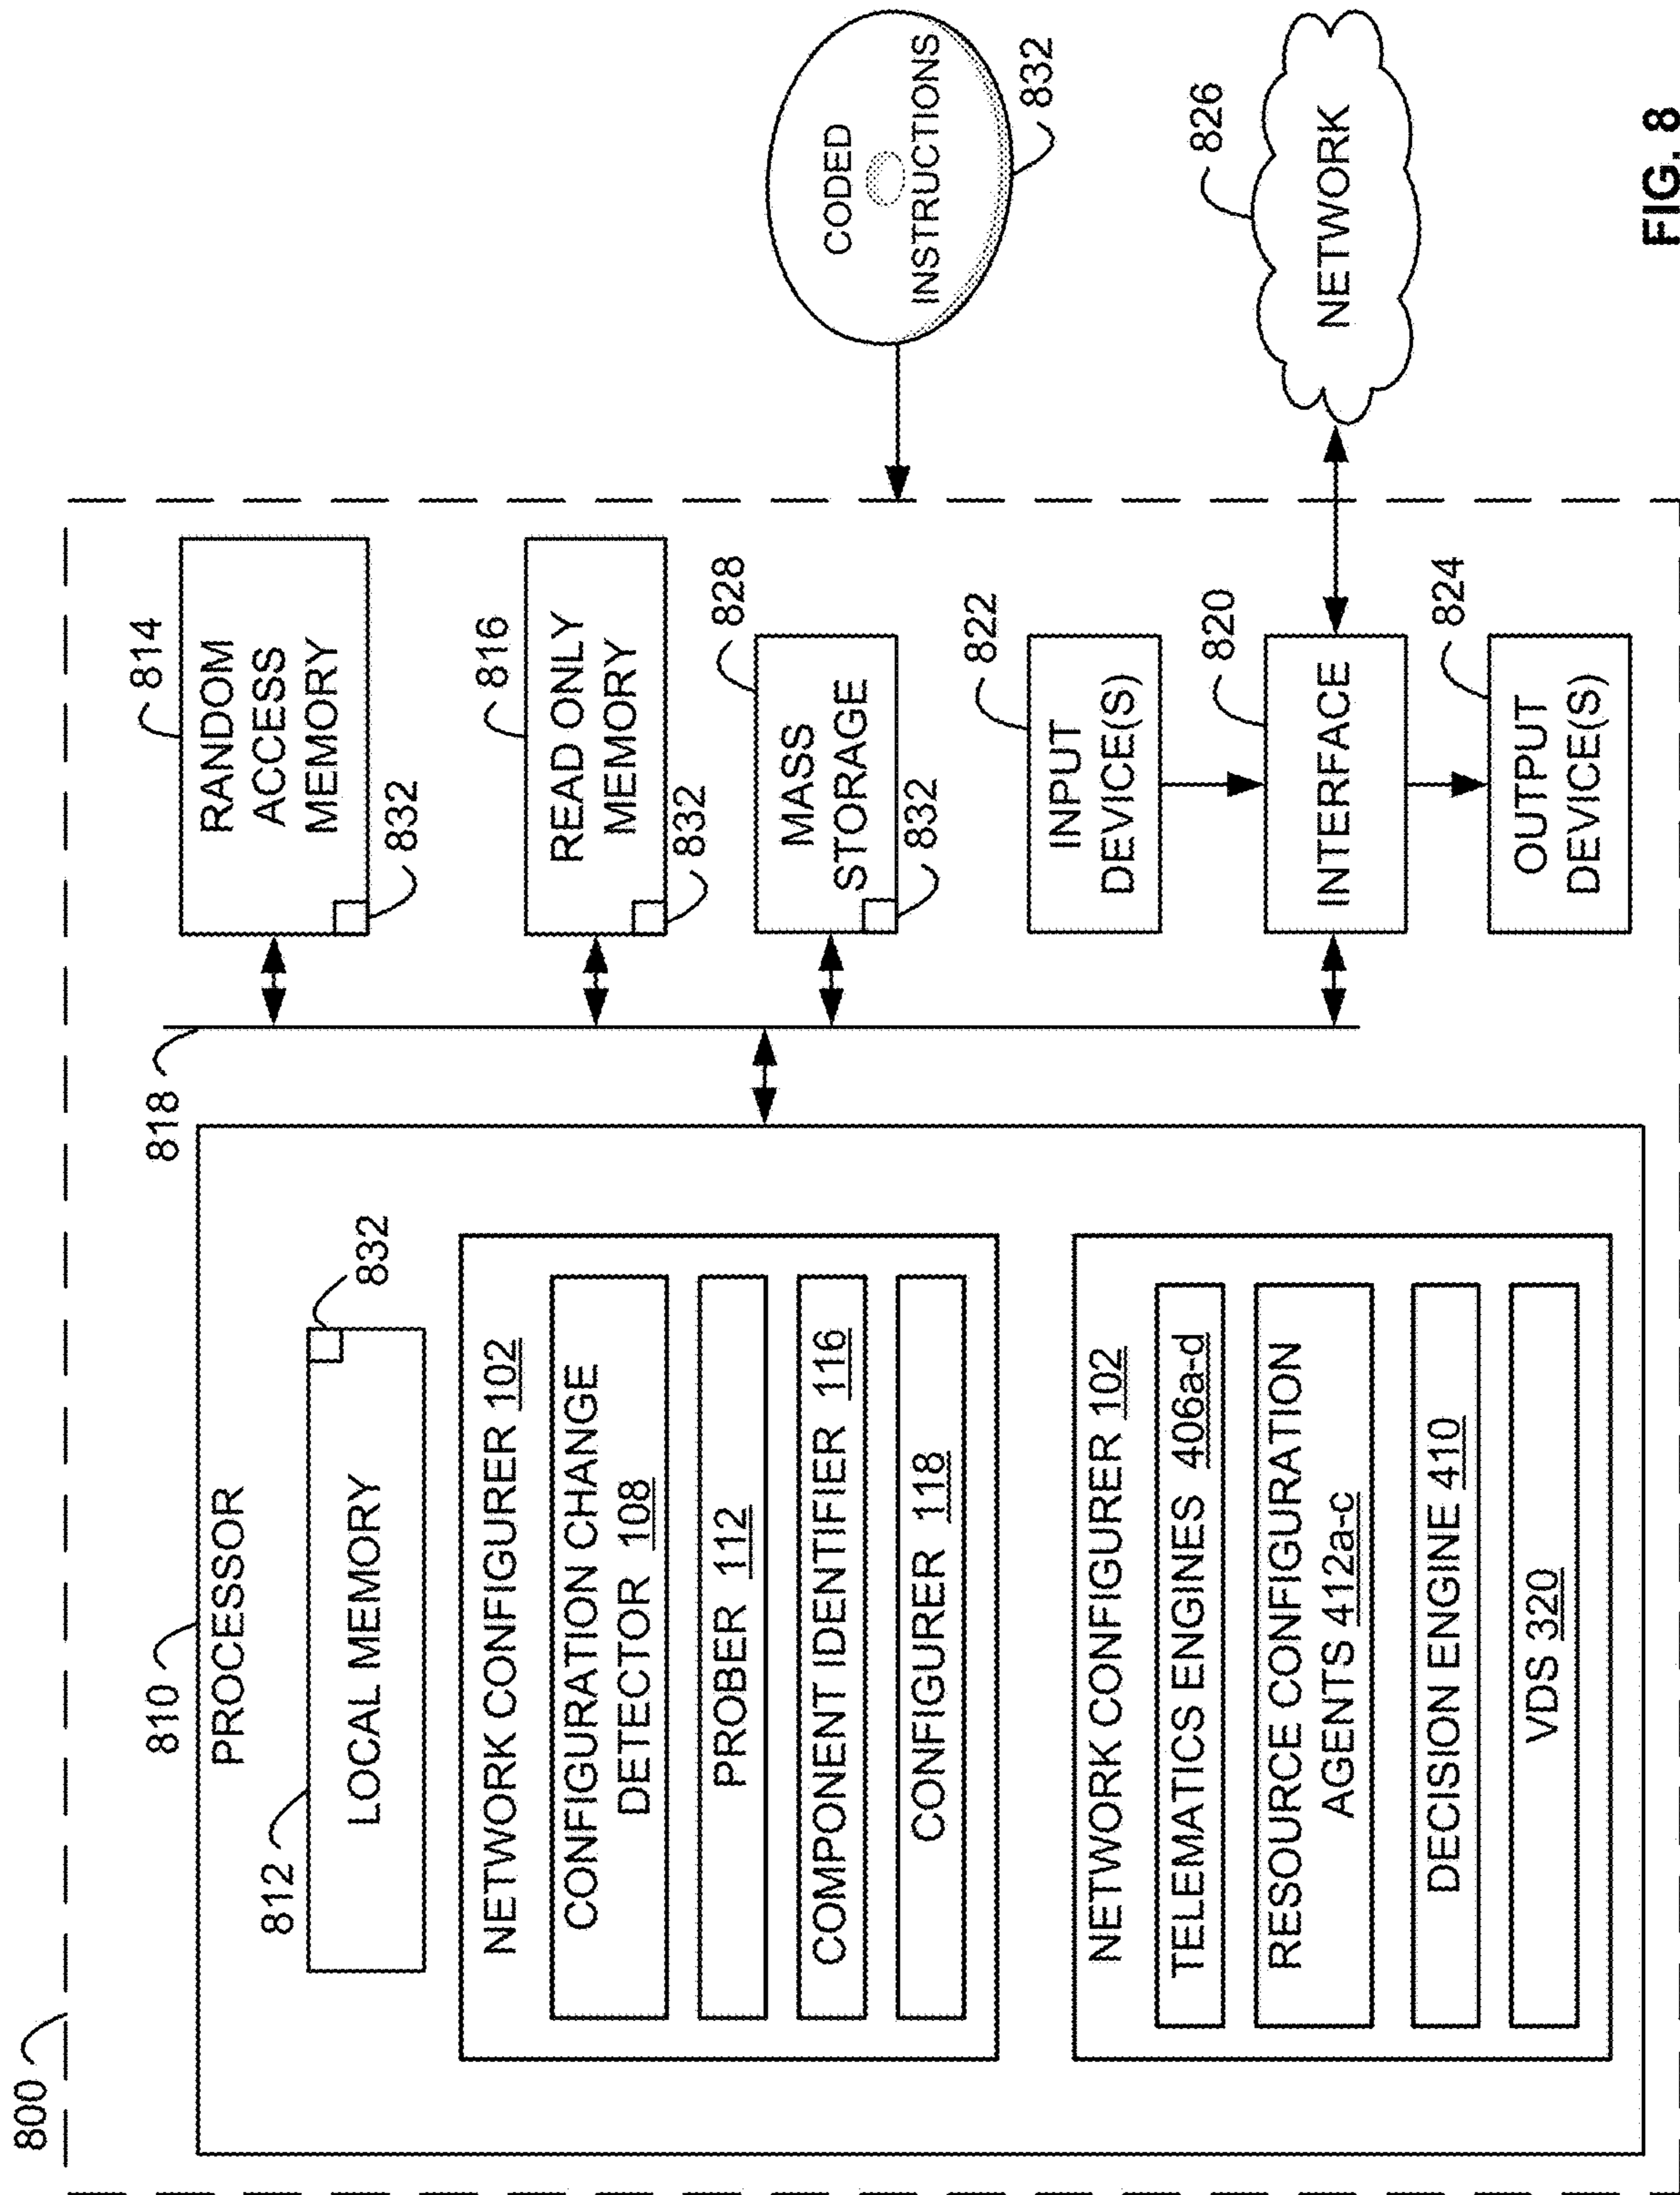 800
810
PROCESSOR
812
LOCAL MEMORY
832
NETWORK CONFIGURER 102
CONFIGURATION CHANGE
DETECTOR 108
PROBER 112
COMPONENT IDENTIFIER 116
CONFIGURER 118
NETWORK CONFIGURER 102
TELEMATICS ENGINES 406a-d
RESOURCE CONFIGURATION
AGENTS 412a-c
DECISION ENGINE 410
VDS 320
818
814
RANDOM
ACCESS
MEMORY
832
816
READ ONLY
MEMORY
832
828
MASS
STORAGE
832
822
INPUT
DEVICE(S)
820
INTERFACE
824
OUTPUT
DEVICE(S)
CODED
INSTRUCTIONS
832
826
NETWORK
FIG. 8